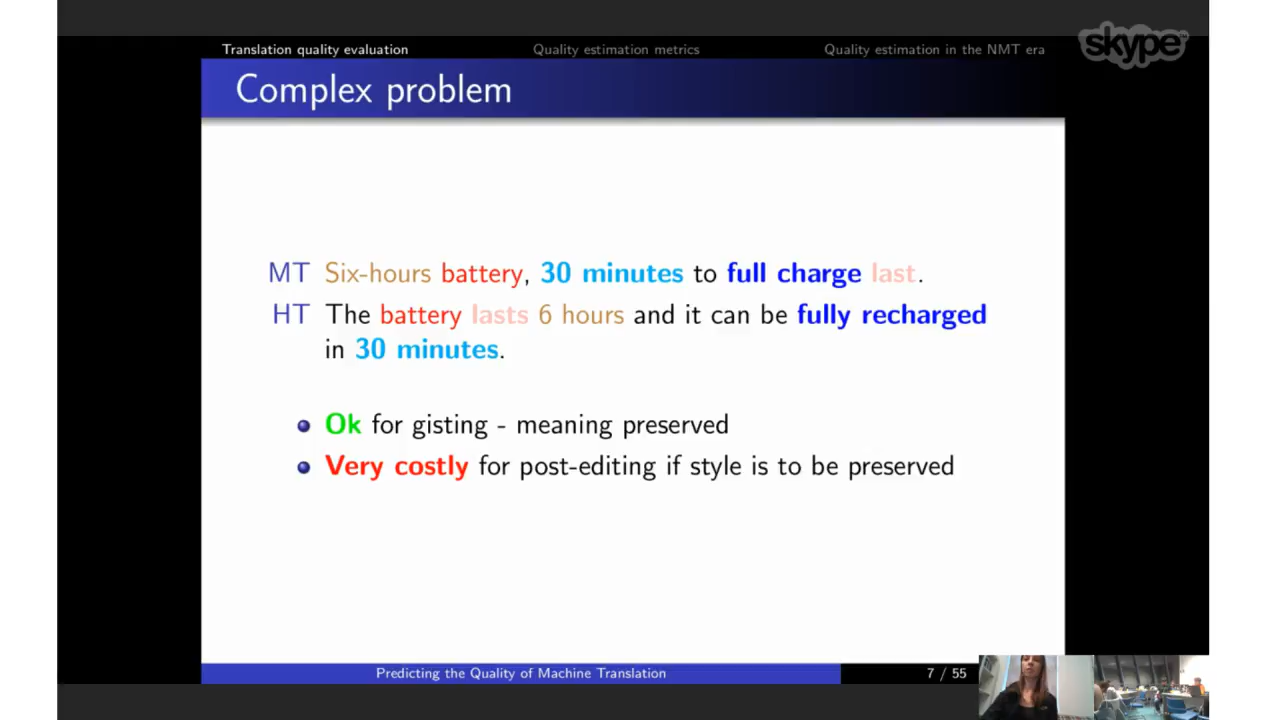 Translation quality evaluation Quality estimation metrics Quality estimation in the NMT era
skype
Complex problem
MT Six-hours battery, 30 minutes to full charge last.
HT The battery lasts 6 hours and it can be fully recharged
in 30 minutes.
Ok for gisting - meaning preserved
Very costly for post-editing if style is to be preserved
Predicting the Quality of Machine Translation 7 / 55